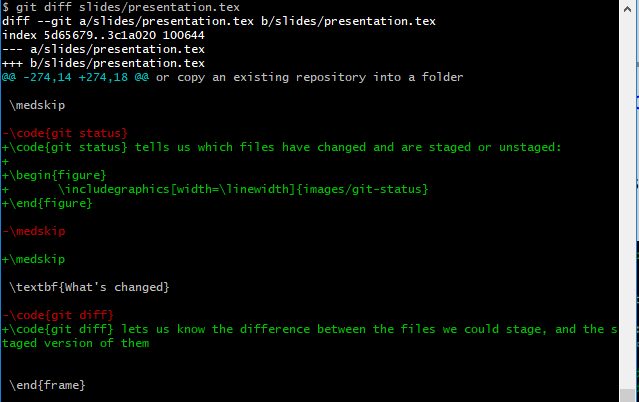 $ git diff slides/presentation.tex
diff --git a/slides/presentation.tex b/slides/presentation.tex
index 5d65679..3c1a020 100644
--- a/slides/presentation.tex
+++ b/slides/presentation.tex
@@ -274,14 +274,18 @@ or copy an existing repository into a folder
 \medskip
-\code{git status}
+\code{git status} tells us which files have changed and are staged or unstaged:
+
+\begin{figure}
+       \includegraphics[width=\linewidth]{images/git-status}
+\end{figure}
-\medskip
+\medskip
 \textbf{What's changed}
-\code{git diff}
+\code{git diff} lets us know the difference between the files we could stage, and the s
taged version of them
 \end{frame}